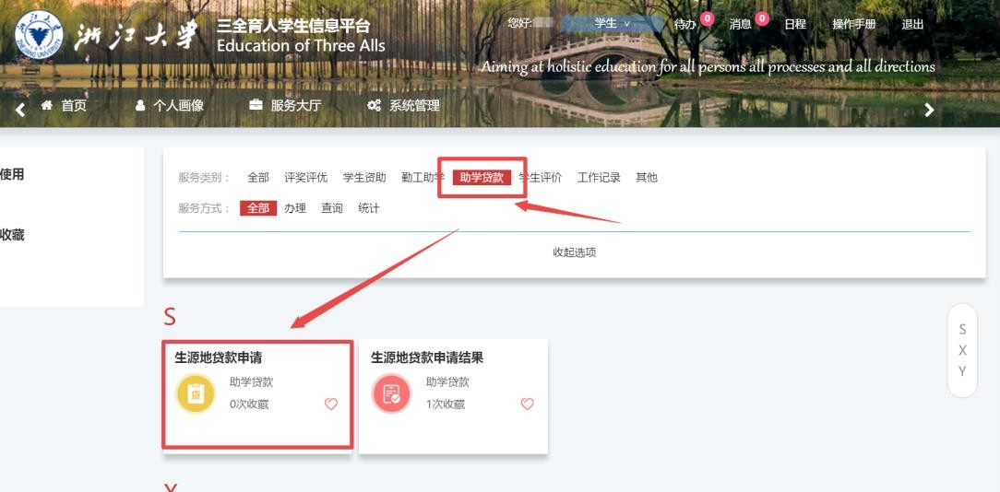 浙江大学
三全育人学生信息平台
Education of Three Alls
您好:
学生
待办 0
消息 0
日程
操作手册
退出
Aiming at holistic education for all persons all processes and all directions
首页
个人画像
服务大厅
系统管理
使用
收藏
服务类别： 全部 评奖评优 学生资助 勤工助学 助学贷款 学生评价 工作记录 其他
服务方式： 全部 办理 查询 统计
收起选项
S
生源地贷款申请
贷
助学贷款
0次收藏
生源地贷款申请结果
助学贷款
1次收藏
S
X
Y